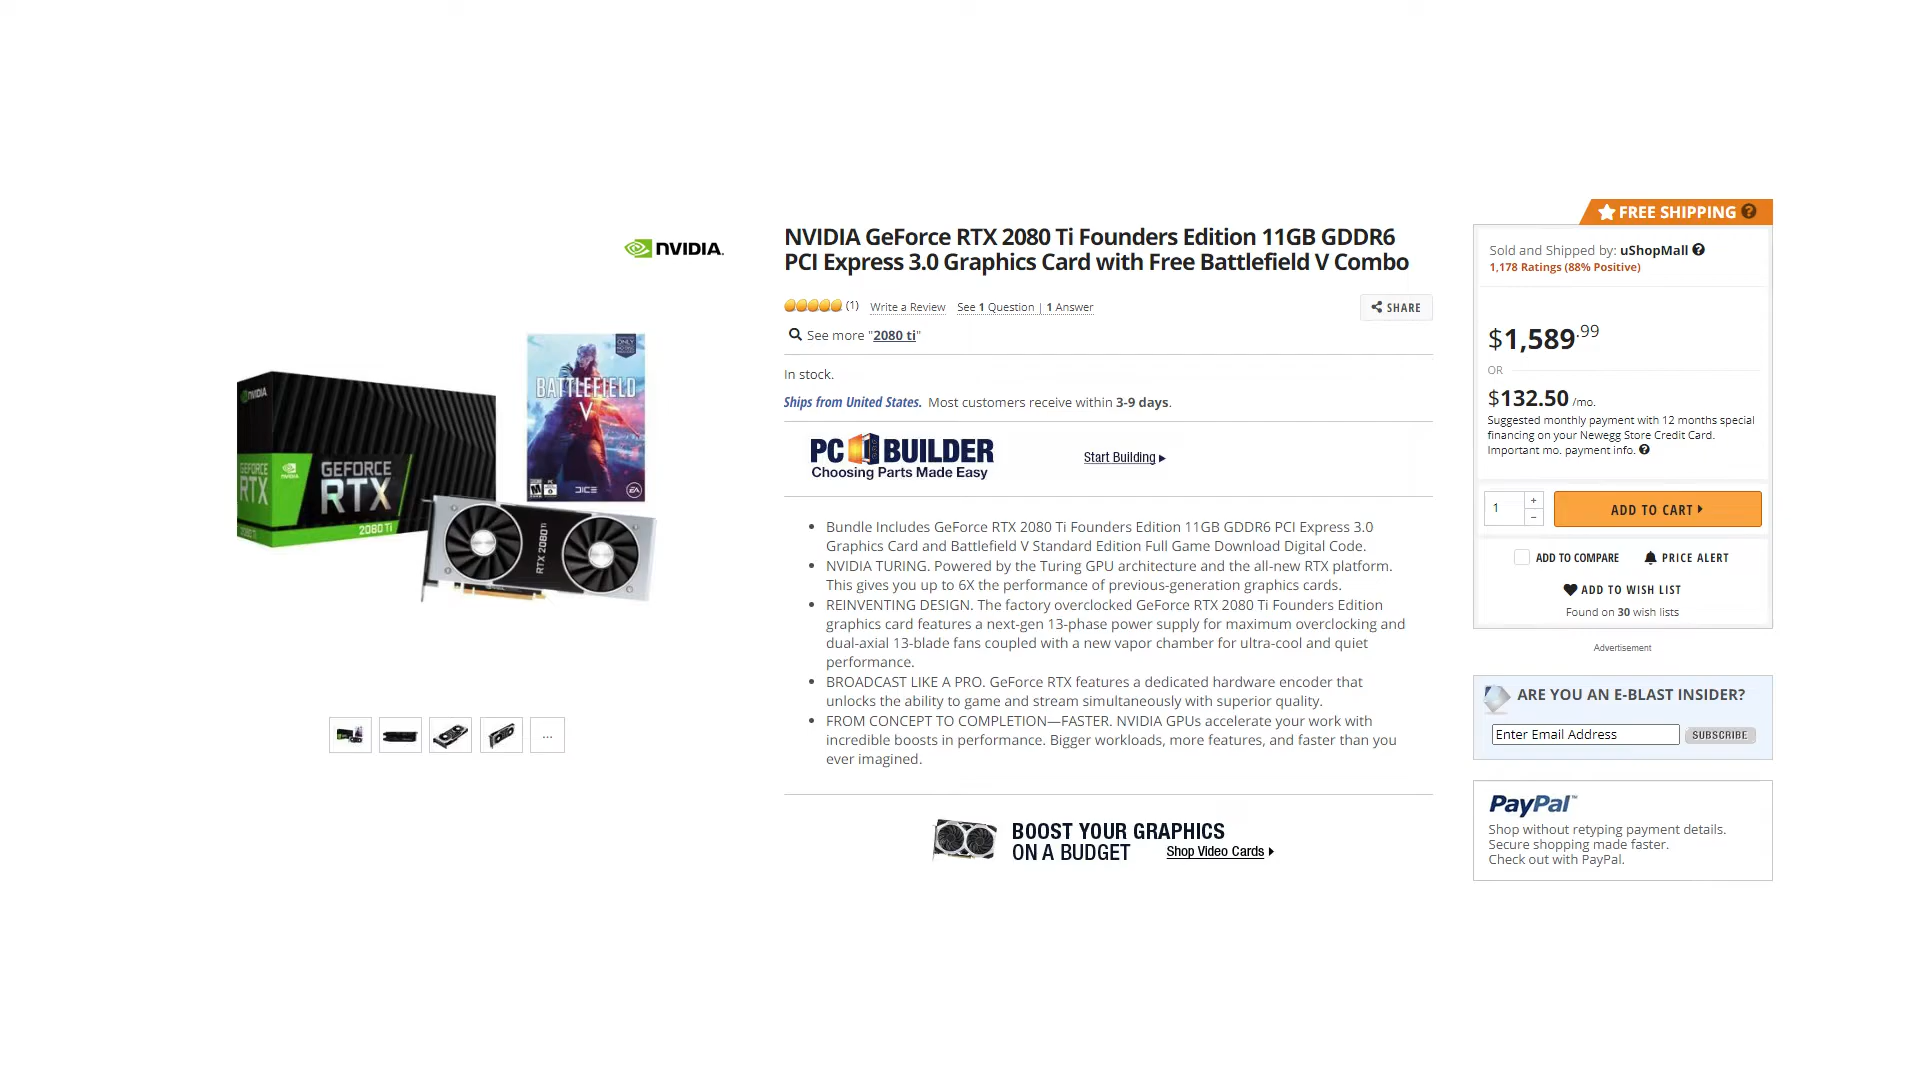 FREE SHIPPING
NVIDIA.
NVIDIA GeForce RTX 2080 Ti Founders Edition 11GB GDDR6
PCI Express 3.0 Graphics Card with Free Battlefield V Combo
(1) Write a Review See 1 Question | 1 Answer
SHARE
See more "2080 ti"
In stock.
Ships from United States. Most customers receive within 3-9 days.
PC BUILDER
Choosing Parts Made Easy
Start Building
Bundle Includes GeForce RTX 2080 Ti Founders Edition 11GB GDDR6 PCI Express 3.0
Graphics Card and Battlefield V Standard Edition Full Game Download Digital Code.
NVIDIA TURING. Powered by the Turing GPU architecture and the all-new RTX platform.
This gives you up to 6X the performance of previous-generation graphics cards.
REINVENTING DESIGN. The factory overclocked GeForce RTX 2080 Ti Founders Edition
graphics card features a next-gen 13-phase power supply for maximum overclocking and
dual-axial 13-blade fans coupled with a new vapor chamber for ultra-cool and quiet
performance.
BROADCAST LIKE A PRO. GeForce RTX features a dedicated hardware encoder that
unlocks the ability to game and stream simultaneously with superior quality.
FROM CONCEPT TO COMPLETION—FASTER. NVIDIA GPUs accelerate your work with
incredible boosts in performance. Bigger workloads, more features, and faster than you
ever imagined.
BOOST YOUR GRAPHICS
ON A BUDGET
Shop Video Cards
NVIDIA
GEFORCE
RTX
GEFORCE
RTX
2080 Ti
BATTLEFIELD
V
DICE
EA
RTX 2080 Ti
...
Sold and Shipped by: uShopMall
1,178 Ratings (88% Positive)
$1,589.99
OR
$132.50 /mo.
Suggested monthly payment with 12 months special
financing on your Newegg Store Credit Card.
Important mo. payment info.
1
+
−
ADD TO CART
ADD TO COMPARE
PRICE ALERT
ADD TO WISH LIST
Found on 30 wish lists
Advertisement
ARE YOU AN E-BLAST INSIDER?
Enter Email Address
SUBSCRIBE
PayPal™
Shop without retyping payment details.
Secure shopping made faster.
Check out with PayPal.